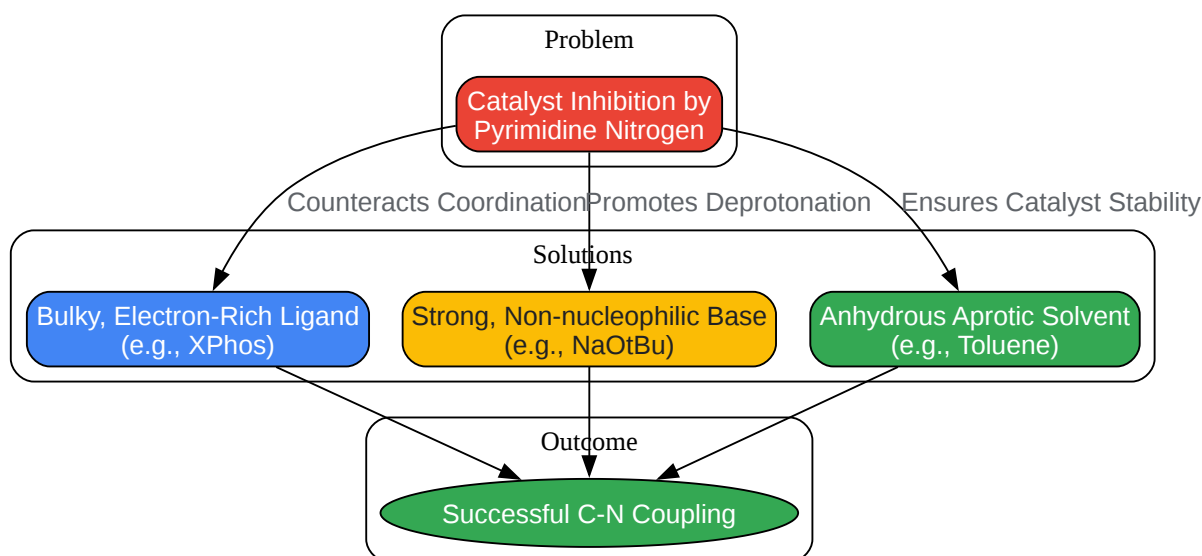 Problem
Catalyst Inhibition by
Pyrimidine Nitrogen
Counteracts Coordination
Promotes Deprotonation
Ensures Catalyst Stability
Solutions
Bulky, Electron-Rich Ligand
(e.g., XPhos)
Strong, Non-nucleophilic Base
(e.g., NaOtBu)
Anhydrous Aprotic Solvent
(e.g., Toluene)
Outcome
Successful C-N Coupling